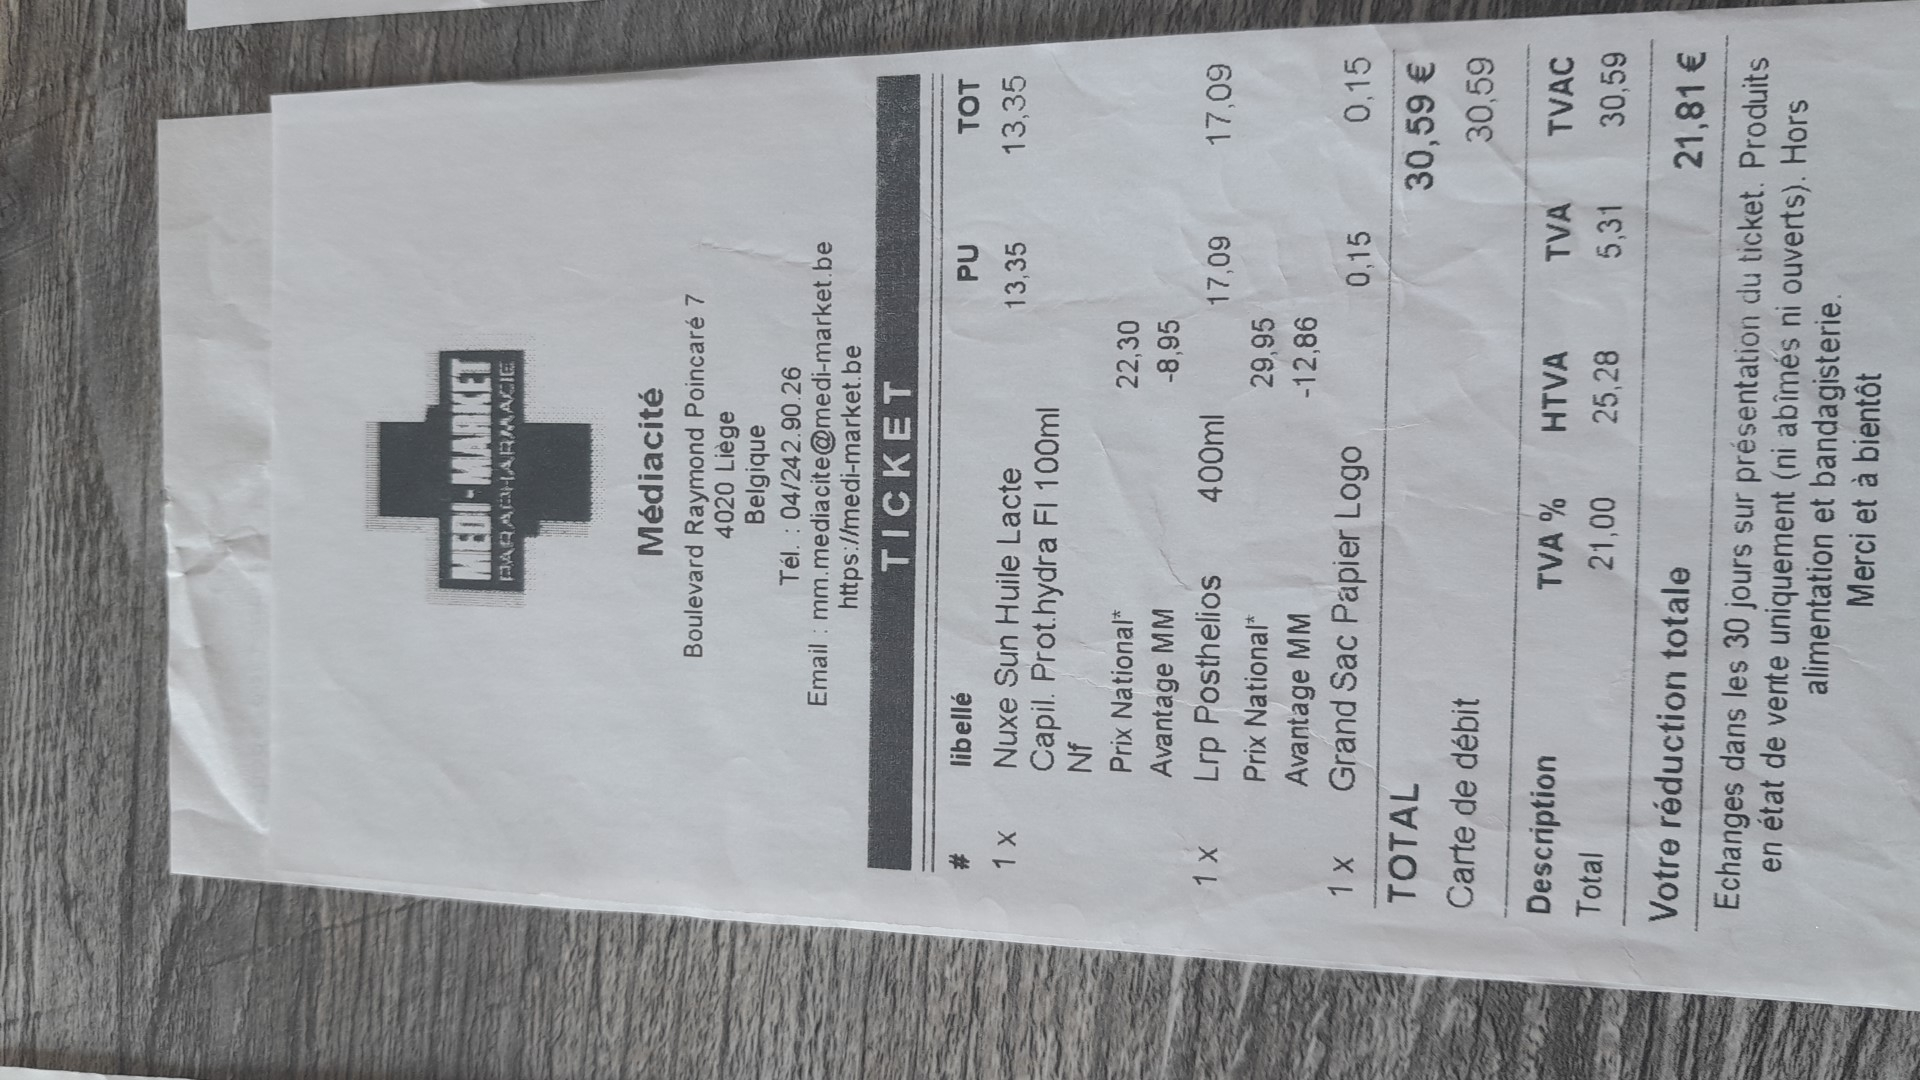 MEDI-MARKET
PARAPHARMACIE
Médiacité
Boulevard Raymond Poincaré 7
4020 Liège
Belgique
Tél. : 04/242.90.26
Email : mm.mediacite@medi-market.be
https://medi-market.be
TICKET
# libellé PU TOT
1 x Nuxe Sun Huile Lacte 13,35 13,35
Capil. Prot.hydra Fl 100ml
Nf
Prix National* 22,30
Avantage MM -8,95
1 x Lrp Posthelios 400ml 17,09 17,09
Prix National* 29,95
Avantage MM -12,86
1 x Grand Sac Papier Logo 0,15 0,15
TOTAL 30,59 €
Carte de débit 30,59
Description TVA % HTVA TVA TVAC
Total 21,00 25,28 5,31 30,59
Votre réduction totale 21,81 €
Echanges dans les 30 jours sur présentation du ticket. Produits
en état de vente uniquement (ni abîmés ni ouverts). Hors
alimentation et bandagisterie.
Merci et à bientôt